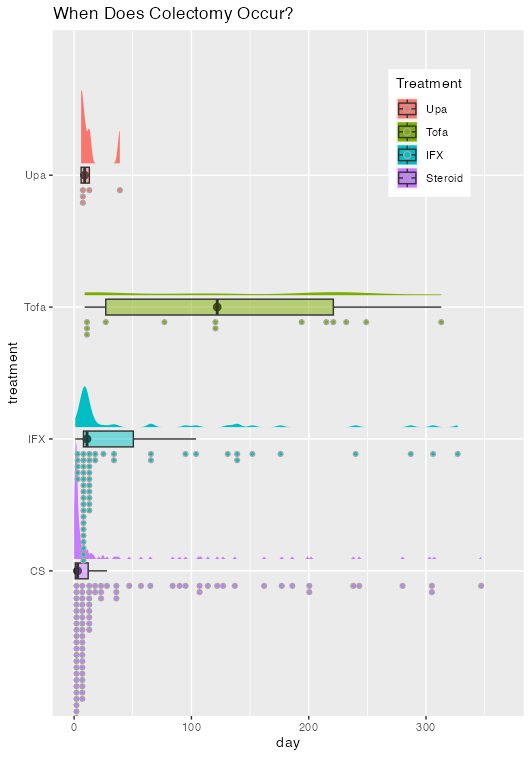 When Does Colectomy Occur?
Treatment
Upa
Tofa
IFX
Steroid
Upa
Tofa
IFX
CS
treatment
0
100
200
300
day